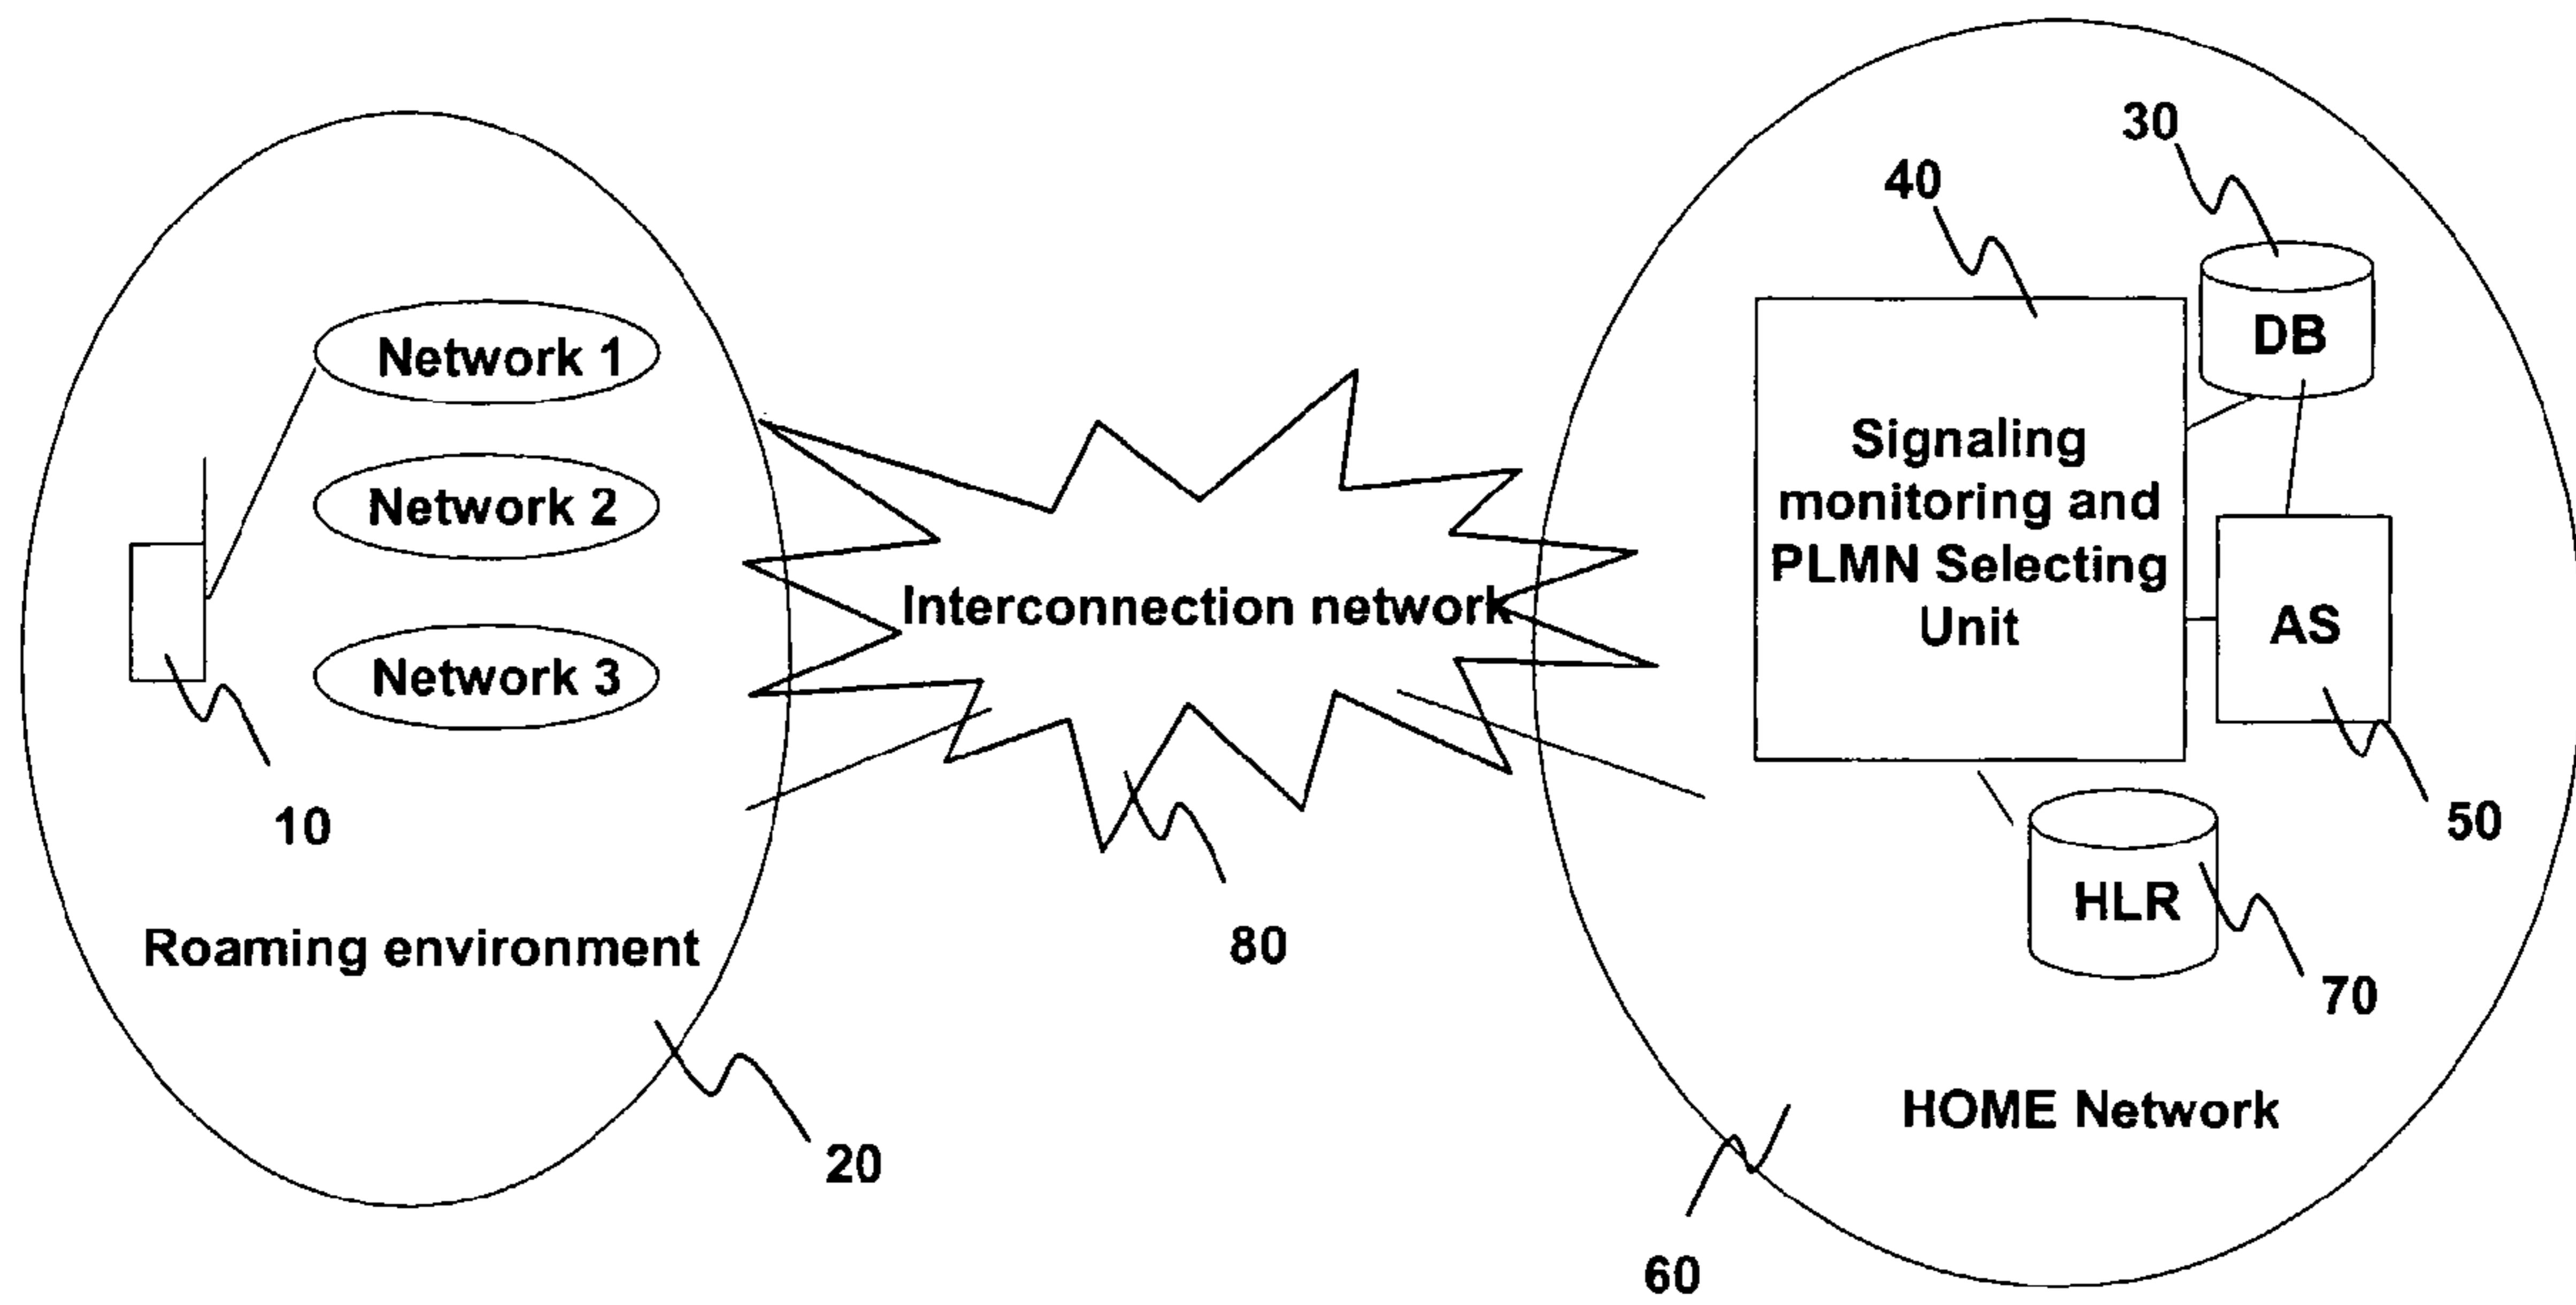 Network 1
Network 2
Network 3
10
Roaming environment
20
Interconnection network
80
30
40
DB
Signaling
monitoring and
PLMN Selecting
Unit
AS
50
HLR
70
HOME Network
60